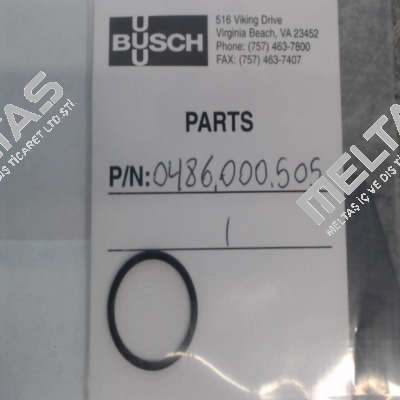 BUSCH
516 Viking Drive
Virginia Beach, VA 23452
Phone: (757) 463-7800
FAX: (757) 463-7407
PARTS
P/N: 0486.000.505
1
MELTAŞ
MELTAŞ İÇ VE DIŞ TİCARET LTD.ŞTİ.